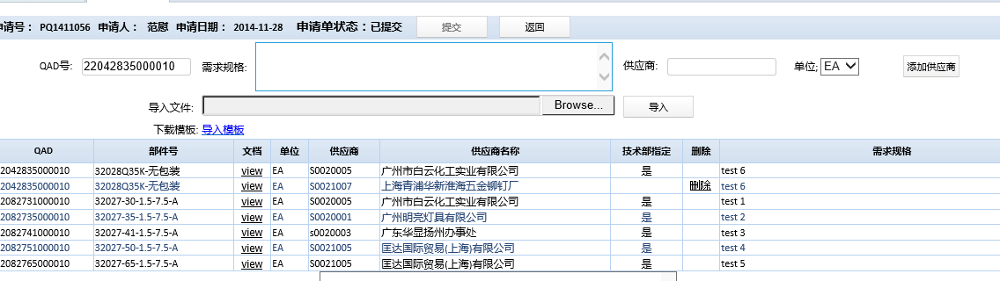 申请号： PQ1411056 申请人： 范慰 申请日期： 2014-11-28 申请单状态：已提交 提交 返回
QAD号: 22042835000010 需求规格: 供应商: 单位; EA 添加供应商
导入文件: Browse... 导入
下载模板: 导入模板
QAD 部件号 文档 单位 供应商 供应商名称 技术部指定 删除 需求规格
2042835000010 32028Q35K-无包装 view EA S0020005 广州市白云化工实业有限公司 是 test 6
2042835000010 32028Q35K-无包装 view EA S0021007 上海青浦华新淮海五金铆钉厂 删除 test 6
2082731000010 32027-30-1.5-7.5-A view EA S0020005 广州市白云化工实业有限公司 是 test 1
2082735000010 32027-35-1.5-7.5-A view EA S0020001 广州明亮灯具有限公司 是 test 2
2082741000010 32027-41-1.5-7.5-A view EA s0020003 广东华显扬州办事处 是 test 3
2082751000010 32027-50-1.5-7.5-A view EA S0021005 匡达国际贸易(上海)有限公司 是 test 4
2082765000010 32027-65-1.5-7.5-A view EA S0021005 匡达国际贸易(上海)有限公司 是 test 5